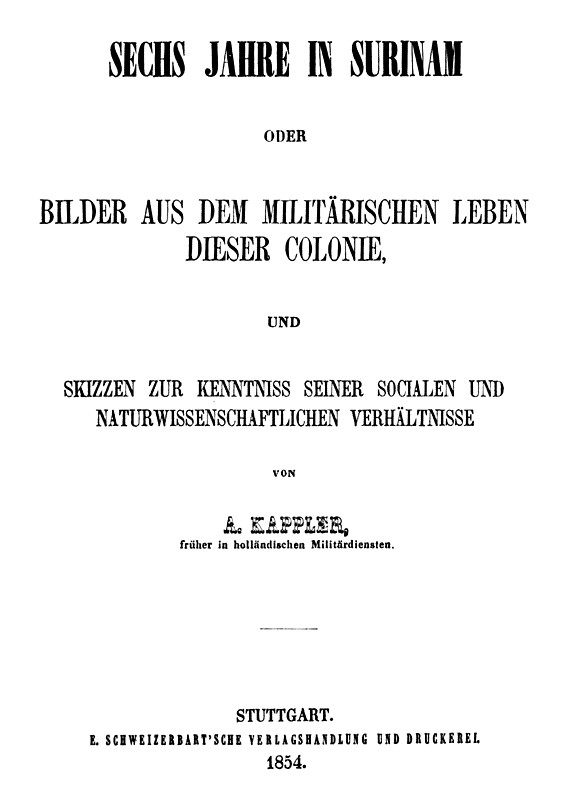 SECHS JAHRE IN SURINAM
ODER
BILDER AUS DEM MILITÄRISCHEN LEBEN
DIESER COLONIE,
UND
SKIZZEN ZUR KENNTNISS SEINER SOCIALEN UND
NATURWISSENSCHAFTLICHEN VERHÄLTNISSE
VON
A. KAPPLER,
früher in holländischen Militärdiensten.
STUTTGART.
E. SCHWEIZERBART'SCHE VERLAGSHANDLUNG UND DRUCKEREI.
1854.